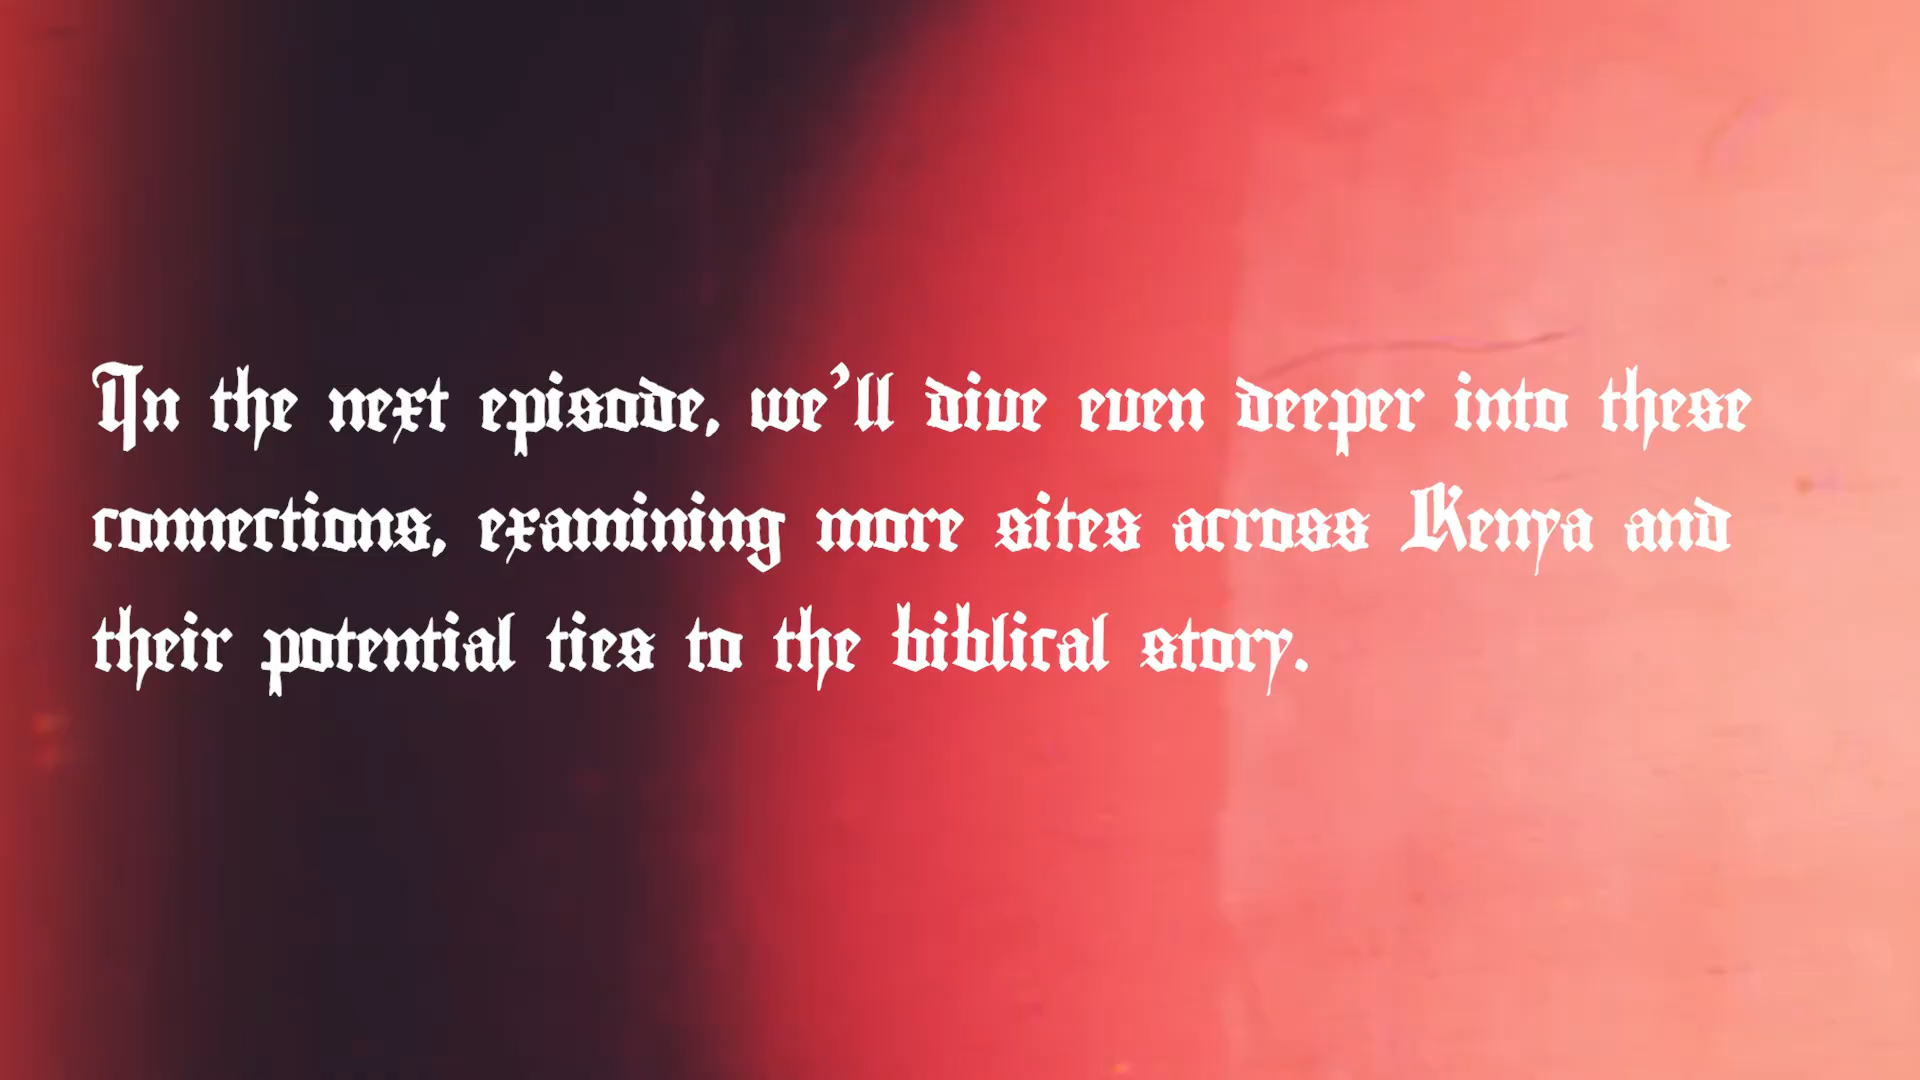 In the next episode, we’ll dive even deeper into these
connections, examining more sites across Kenya and
their potential ties to the biblical story.